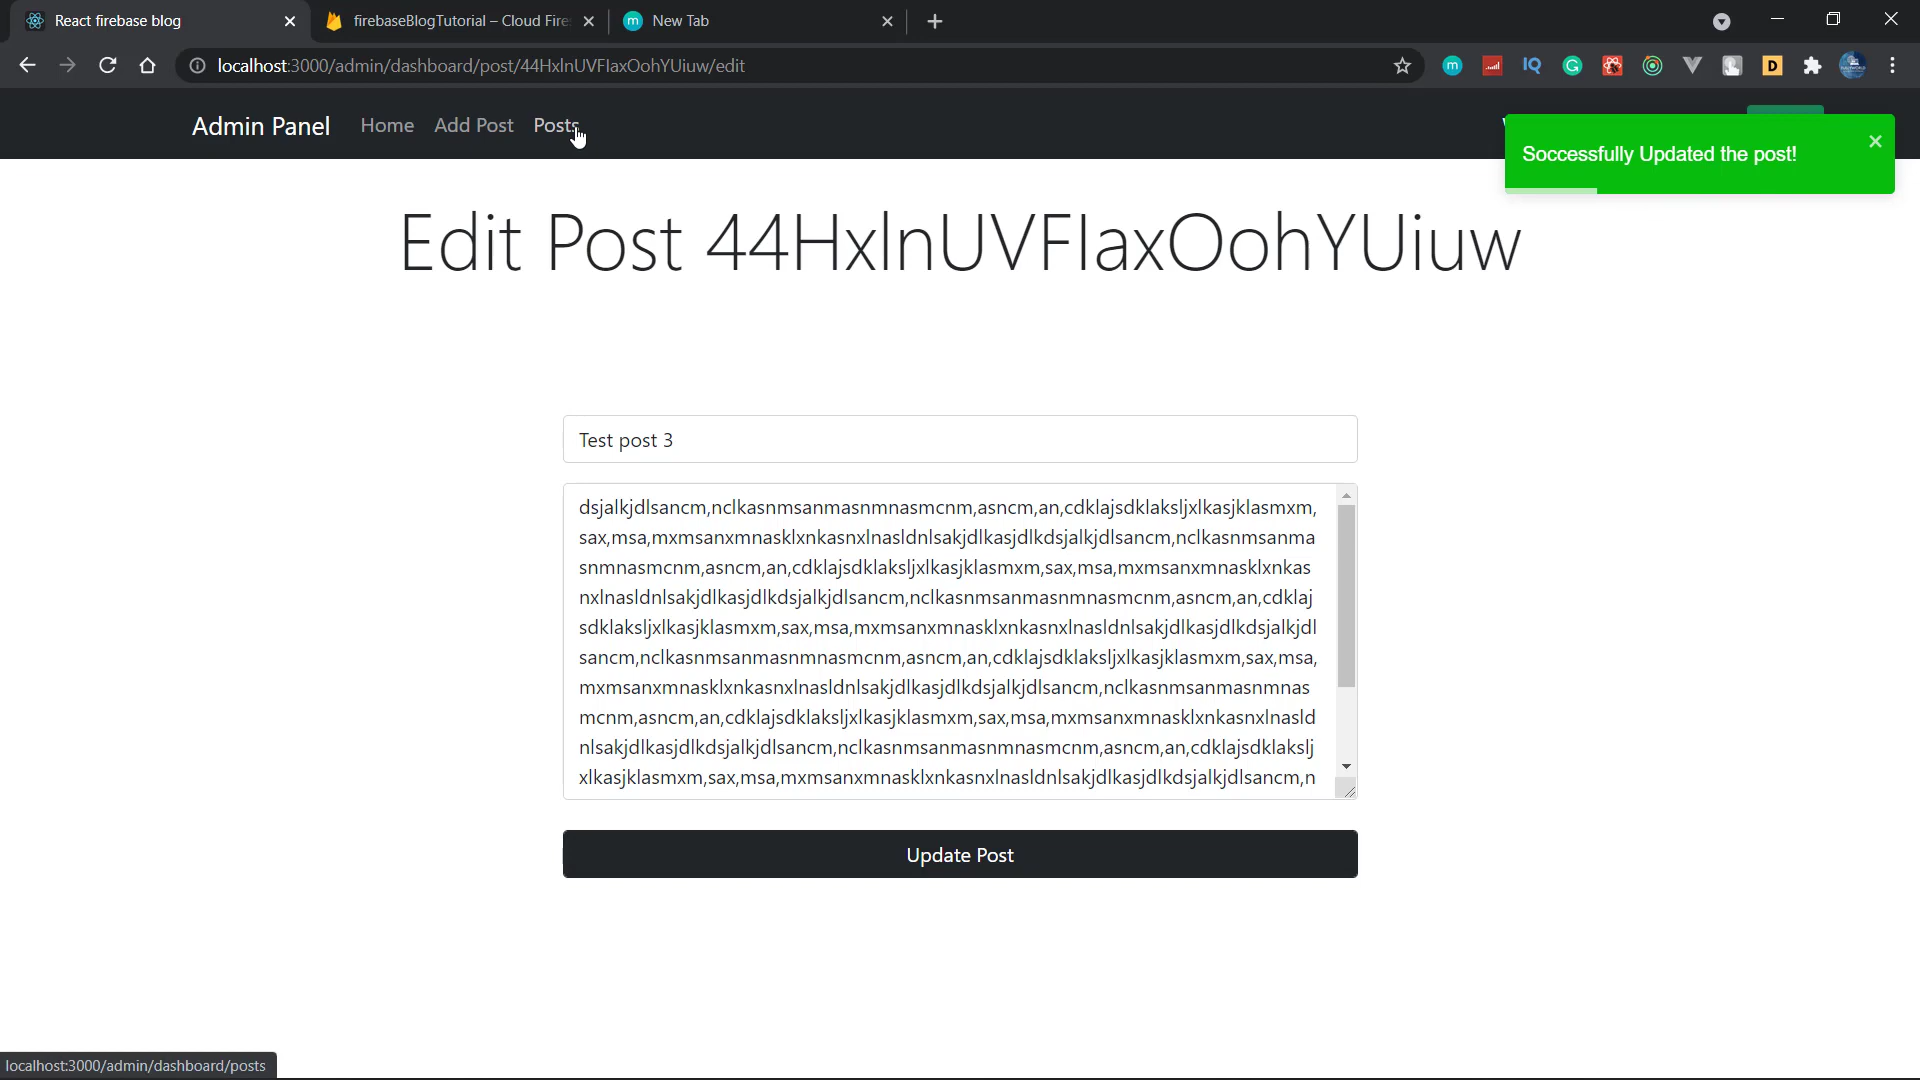 React firebase blog
firebaseBlogTutorial – Cloud Fire
New Tab
localhost:3000/admin/dashboard/post/44HxlnUVFlaxOohYUiuw/edit
Admin Panel Home Add Post Posts
Soccessfully Updated the post!
Edit Post 44HxlnUVFlaxOohYUiuw
Test post 3
dsjalkjdlsancm,nclkasnmsanmasnmnasmcnm,asncm,an,cdklajsdklaksljxlkasjklasmxm,
sax,msa,mxmsanxmnasklxnkasnxlnasldnlsakjdlkasjdlkdsjalkjdlsancm,nclkasnmsanma
snmnasmcnm,asncm,an,cdklajsdklaksljxlkasjklasmxm,sax,msa,mxmsanxmnasklxnkas
nxlnasldnlsakjdlkasjdlkdsjalkjdlsancm,nclkasnmsanmasnmnasmcnm,asncm,an,cdklaj
sdklaksljxlkasjklasmxm,sax,msa,mxmsanxmnasklxnkasnxlnasldnlsakjdlkasjdlkdsjalkjdl
sancm,nclkasnmsanmasnmnasmcnm,asncm,an,cdklajsdklaksljxlkasjklasmxm,sax,msa,
mxmsanxmnasklxnkasnxlnasldnlsakjdlkasjdlkdsjalkjdlsancm,nclkasnmsanmasnmnas
mcnm,asncm,an,cdklajsdklaksljxlkasjklasmxm,sax,msa,mxmsanxmnasklxnkasnxlnasld
nlsakjdlkasjdlkdsjalkjdlsancm,nclkasnmsanmasnmnasmcnm,asncm,an,cdklajsdklakslj
xlkasjklasmxm,sax,msa,mxmsanxmnasklxnkasnxlnasldnlsakjdlkasjdlkdsjalkjdlsancm,n
Update Post
localhost:3000/admin/dashboard/posts